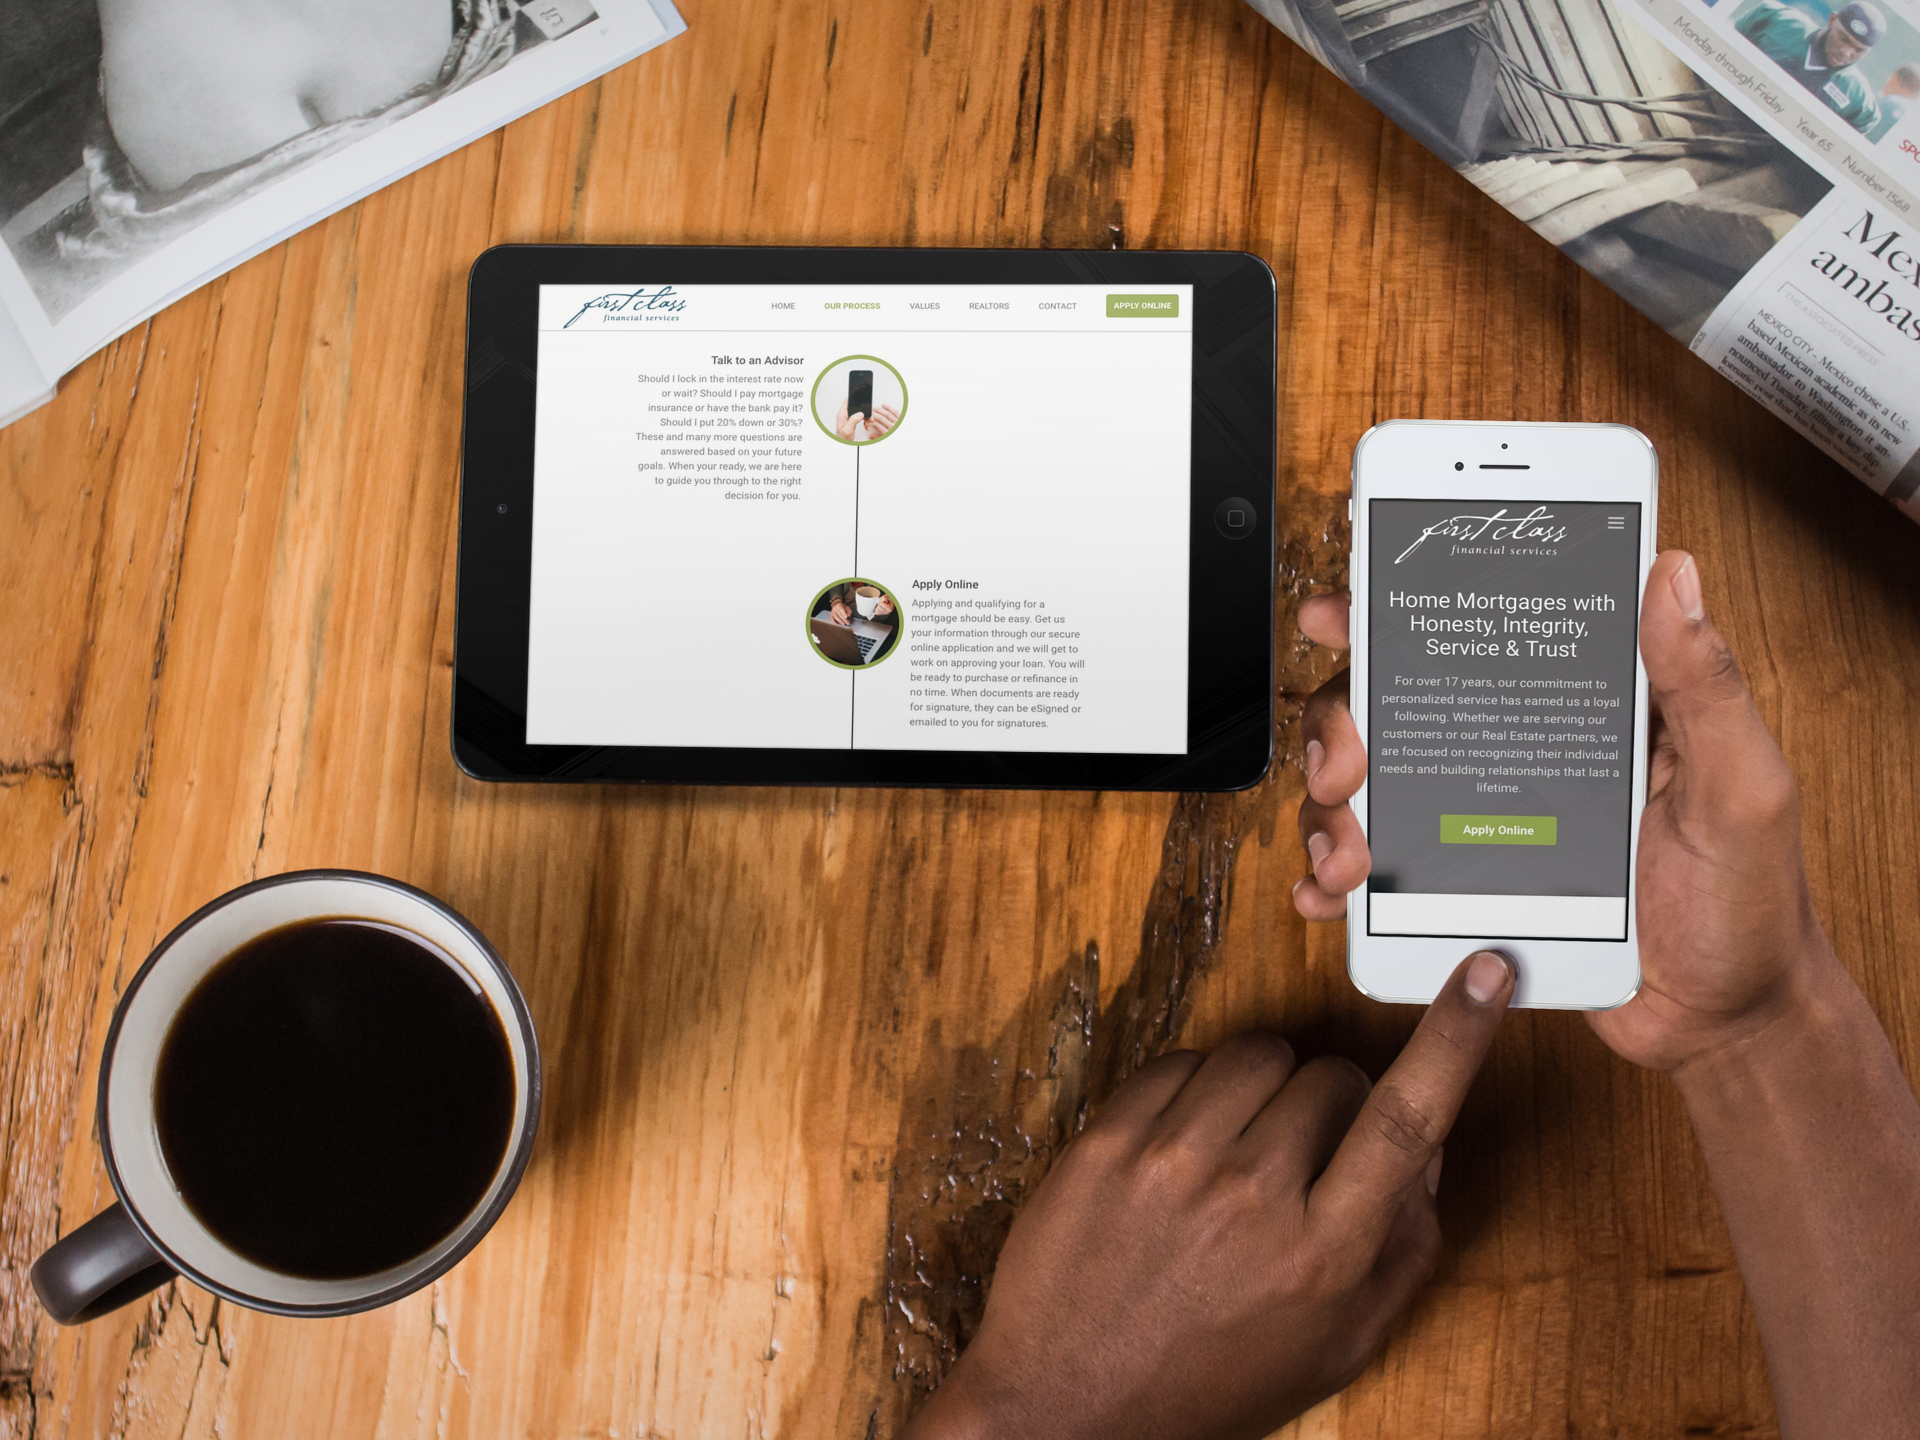 first class
financial services
HOME OUR PROCESS VALUES REALTORS CONTACT APPLY ONLINE
Talk to an Advisor
Should I lock in the interest rate now
or wait? Should I pay mortgage
insurance or have the bank pay it?
Should I put 20% down or 30%?
These and many more questions are
answered based on your future
goals. When your ready, we are here
to guide you through to the right
decision for you.
Apply Online
Applying and qualifying for a
mortgage should be easy. Get us
your information through our secure
online application and we will get to
work on approving your loan. You will
be ready to purchase or refinance in
no time. When documents are ready
for signature, they can be eSigned or
emailed to you for signatures.
first class
financial services
Home Mortgages with
Honesty, Integrity,
Service & Trust
For over 17 years, our commitment to
personalized service has earned us a loyal
following. Whether we are serving our
customers or our Real Estate partners, we
are focused on recognizing their individual
needs and building relationships that last a
lifetime.
Apply Online
Monday through Friday Year 65 Number 1568
SPO
Mex
ambas
THE ASSOCIATED PRESS
MEXICO CITY - Mexico chose a U.S.-
based Mexican academic as its new
ambassador to Washington it an-
nounced Tuesday, filling a key dip-